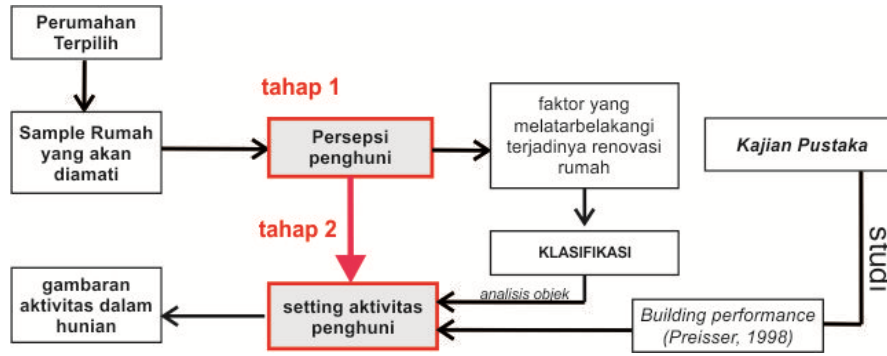 Perumahan
Terpilih
Sample Rumah
yang akan
diamati
tahap 1
Persepsi
penghuni
faktor yang
melatarbelakangi
terjadinya renovasi
rumah
Kajian Pustaka
studi
tahap 2
KLASIFIKASI
analisis objek
gambaran
aktivitas dalam
hunian
setting aktivitas
penghuni
Building performance
(Preisser, 1998)